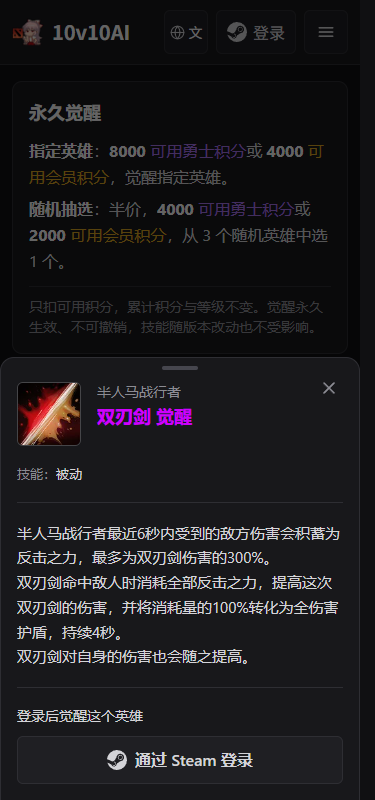 10v10AI
文
登录
永久觉醒
指定英雄：8000 可用勇士积分或 4000 可
用会员积分，觉醒指定英雄。
随机抽选：半价，4000 可用勇士积分或
2000 可用会员积分，从 3 个随机英雄中选
1 个。
只扣可用积分，累计积分与等级不变。觉醒永久
生效、不可撤销，技能随版本改动也不受影响。
半人马战行者
双刃剑 觉醒
技能：被动
半人马战行者最近6秒内受到的敌方伤害会积蓄为
反击之力，最多为双刃剑伤害的300%。
双刃剑命中敌人时消耗全部反击之力，提高这次
双刃剑的伤害，并将消耗量的100%转化为全伤害
护盾，持续4秒。
双刃剑对自身的伤害也会随之提高。
登录后觉醒这个英雄
通过 Steam 登录